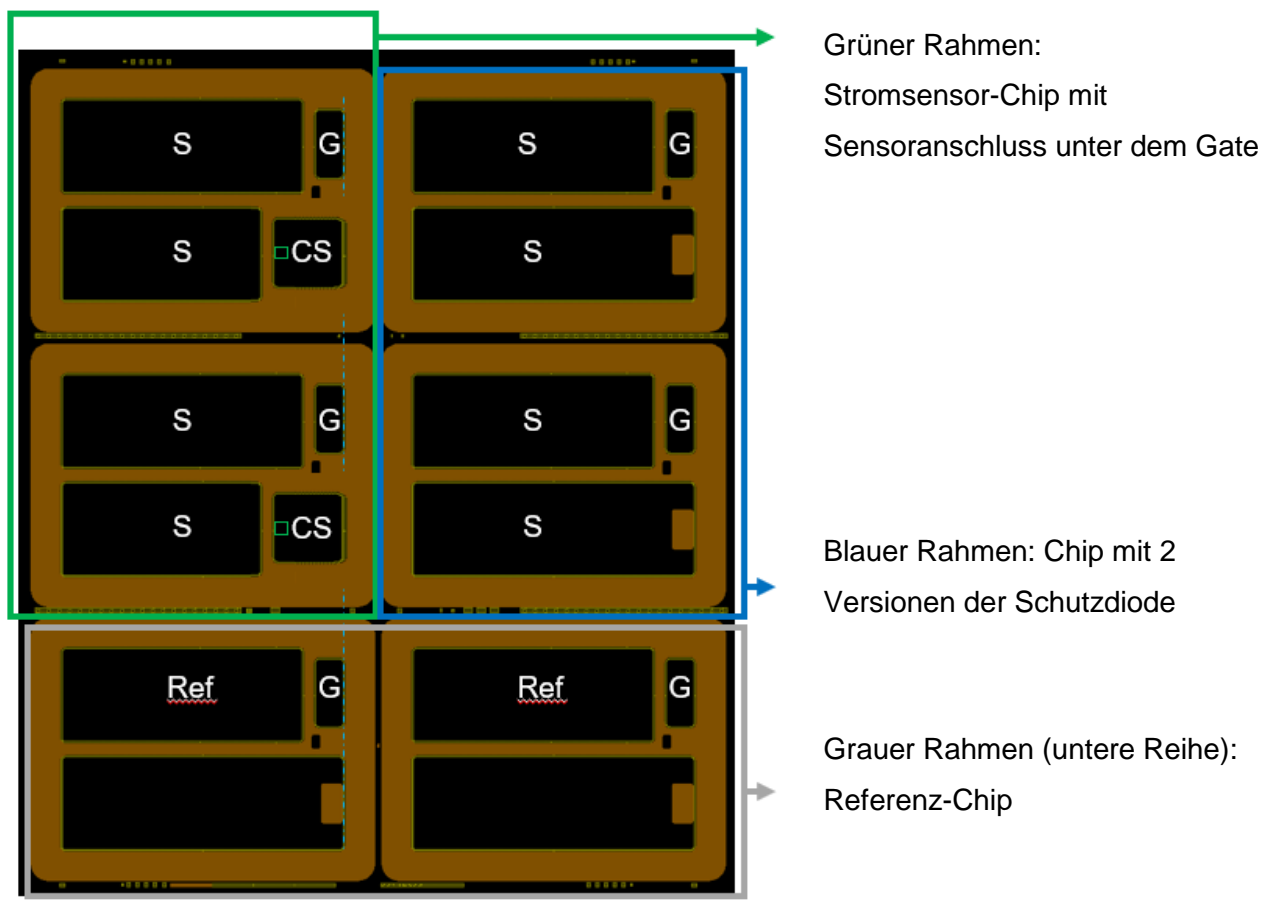 Grüner Rahmen:
Stromsensor-Chip mit
Sensoranschluss unter dem Gate
S G S G
S CS S
S G S G
S CS S
Blauer Rahmen: Chip mit 2
Versionen der Schutzdiode
Ref G Ref G
Grauer Rahmen (untere Reihe):
Referenz-Chip